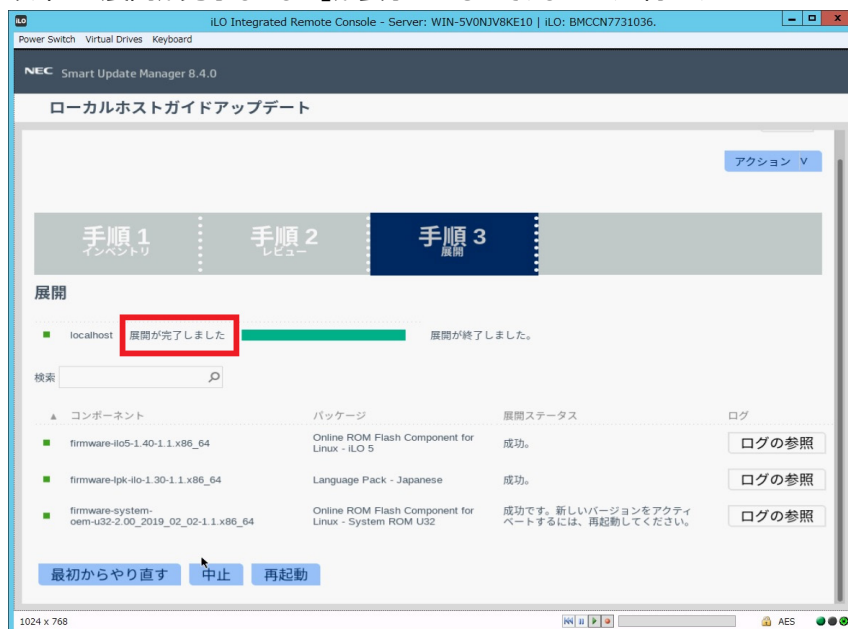 iLO Integrated Remote Console - Server: WIN-5V0NJV8KE10 | iLO: BMCCN7731036.
Power Switch Virtual Drives Keyboard
NEC Smart Update Manager 8.4.0
ローカルホストガイドアップデート
アクション
手順 1
インベントリ
手順 2
レビュー
手順 3
展開
展開
localhost 展開が完了しました 展開が終了しました。
検索
コンポーネント パッケージ 展開ステータス ログ
firmware-ilo5-1.40-1.1.x86_64
Online ROM Flash Component for
Linux - iLO 5
成功。
ログの参照
firmware-lpk-ilo-1.30-1.1.x86_64
Language Pack - Japanese
成功。
ログの参照
firmware-system-
oem-u32-2.00_2019_02_02-1.1.x86_64
Online ROM Flash Component for
Linux - System ROM U32
成功です。新しいバージョンをアクティ
ベートするには、再起動してください。
ログの参照
最初からやり直す 中止 再起動
1024 x 768 AES